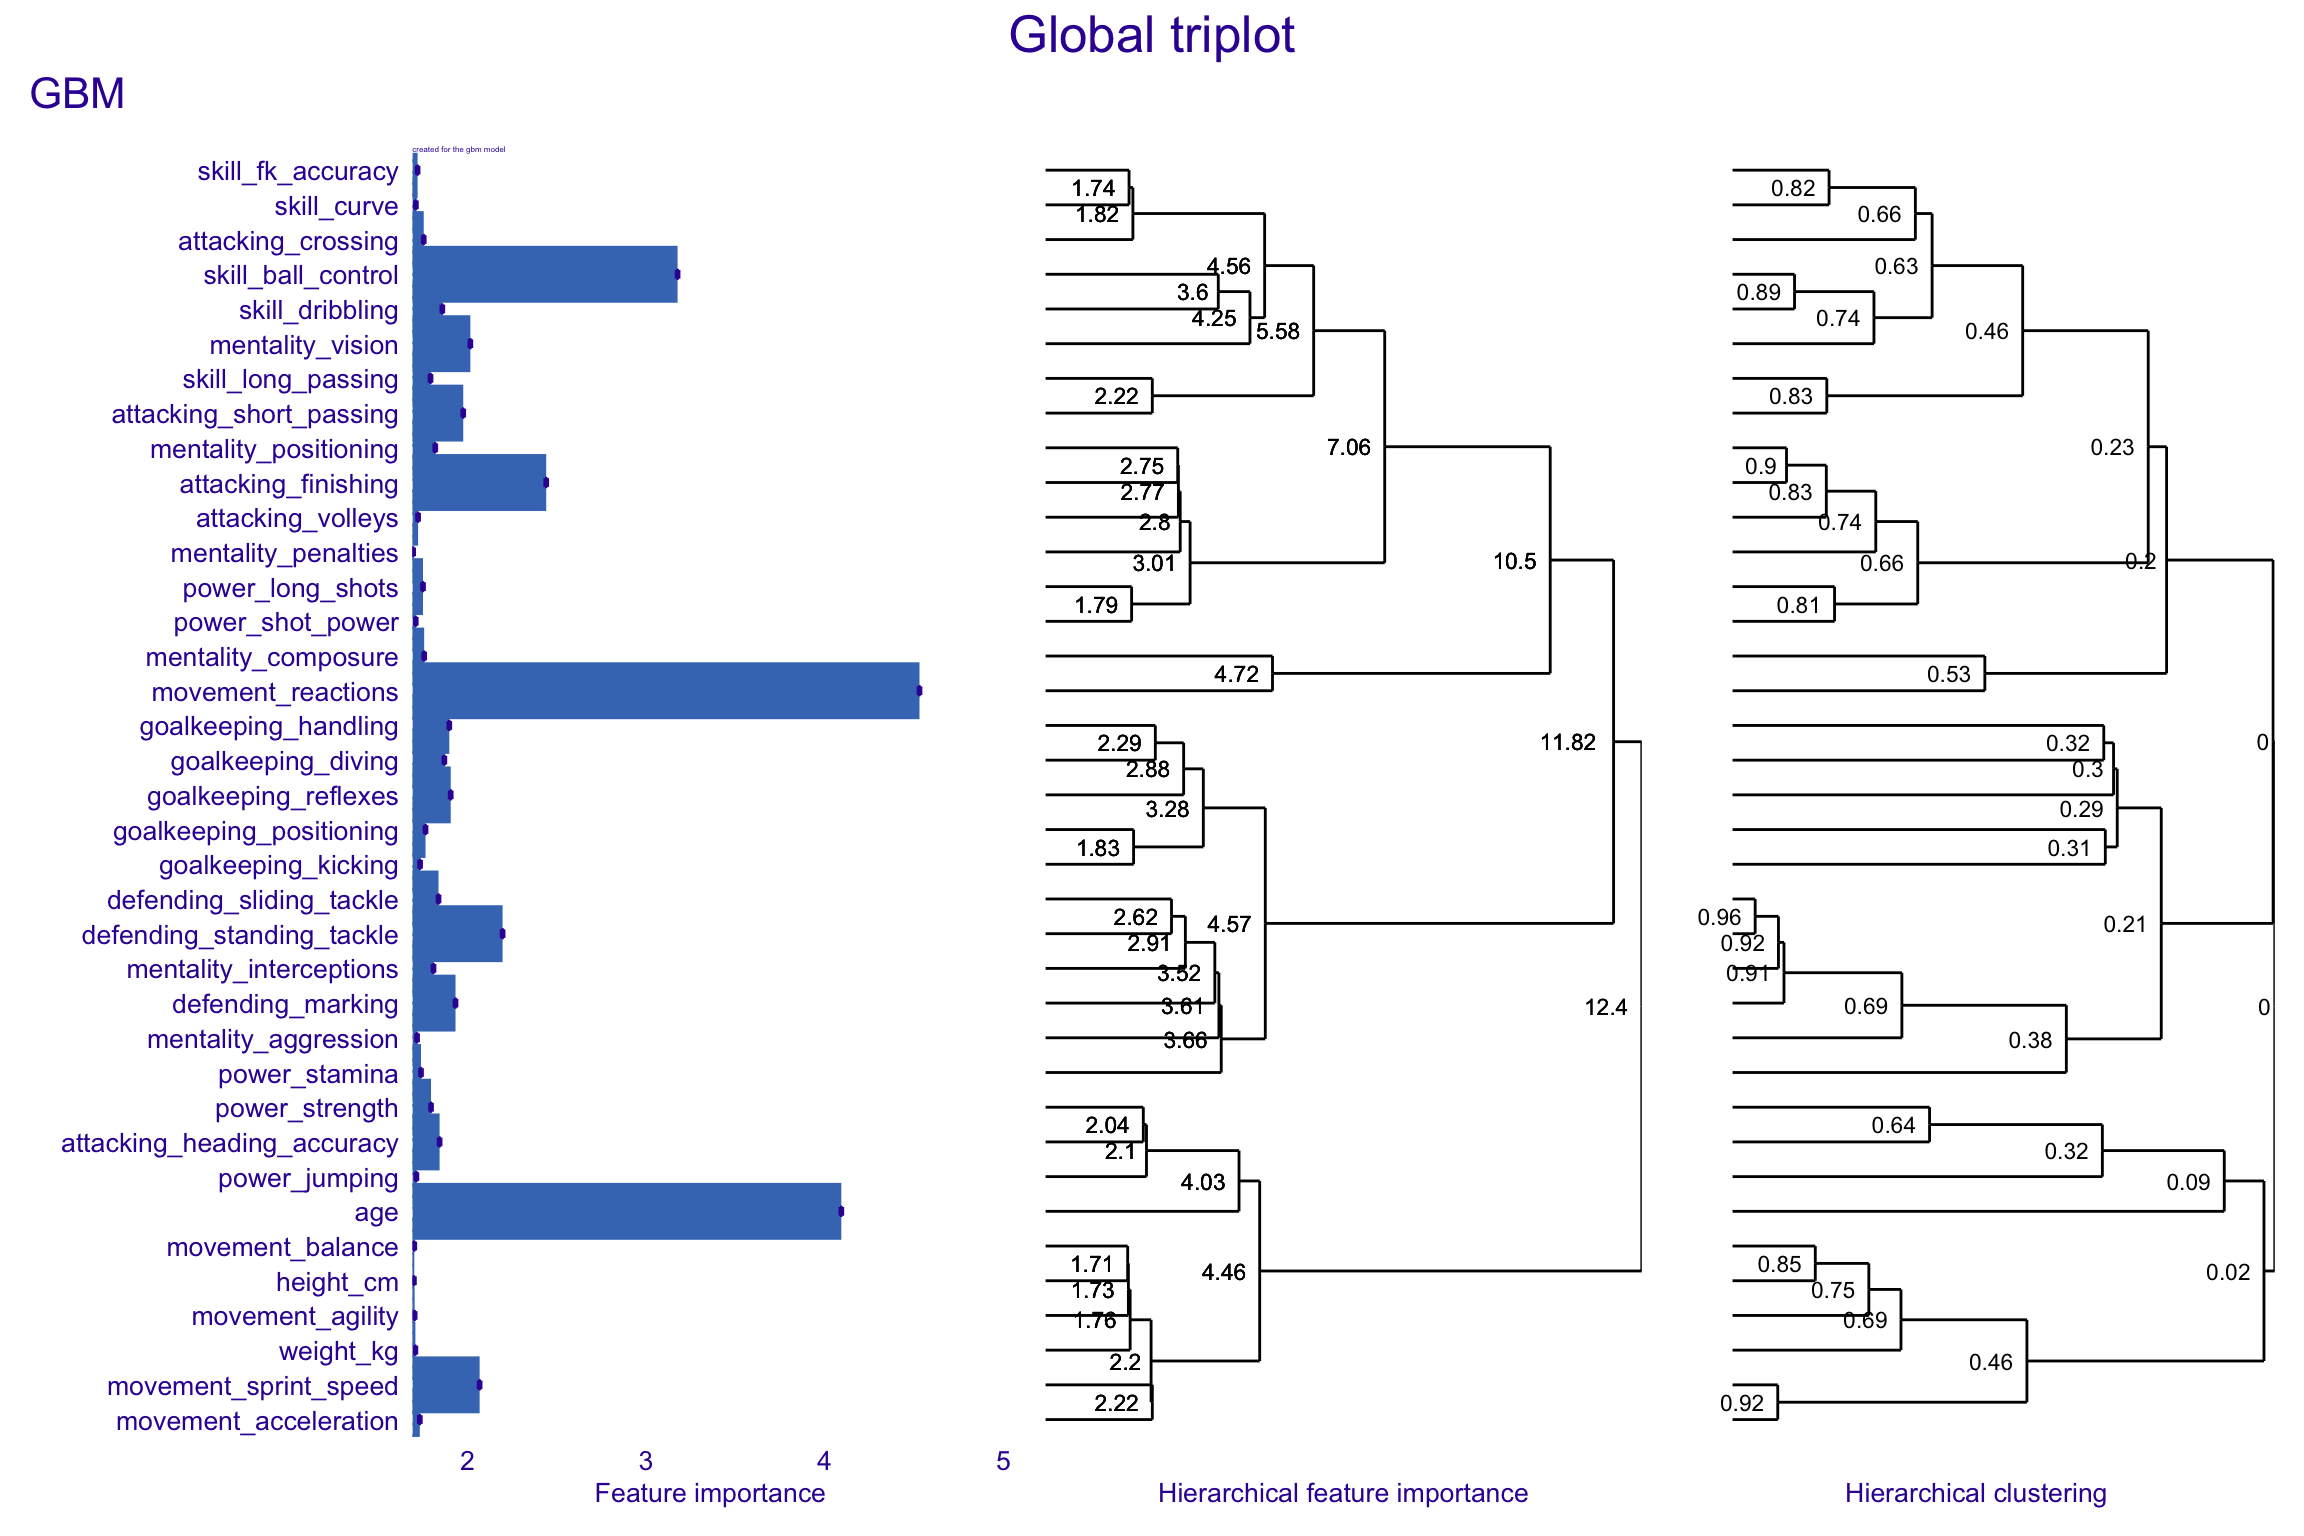 Global triplot
GBM
created for the gbm model
skill_fk_accuracy
skill_curve
attacking_crossing
skill_ball_control
skill_dribbling
mentality_vision
skill_long_passing
attacking_short_passing
mentality_positioning
attacking_finishing
attacking_volleys
mentality_penalties
power_long_shots
power_shot_power
mentality_composure
movement_reactions
goalkeeping_handling
goalkeeping_diving
goalkeeping_reflexes
goalkeeping_positioning
goalkeeping_kicking
defending_sliding_tackle
defending_standing_tackle
mentality_interceptions
defending_marking
mentality_aggression
power_stamina
power_strength
attacking_heading_accuracy
power_jumping
age
movement_balance
height_cm
movement_agility
weight_kg
movement_sprint_speed
movement_acceleration
2 3 4 5
Feature importance
1.74
1.82
4.56
3.6
4.25
5.58
2.22
7.06
2.75
2.77
2.8
3.01
10.5
1.79
4.72
11.82
2.29
2.88
3.28
1.83
2.62
4.57
2.91
3.52
3.61
12.4
3.66
2.04
2.1
4.03
1.71
4.46
1.73
1.76
2.2
2.22
Hierarchical feature importance
0.82
0.66
0.63
0.89
0.74
0.46
0.83
0.23
0.9
0.83
0.74
0.66
0.2
0.81
0.53
0.32
0
0.3
0.29
0.31
0.96
0.21
0.92
0.91
0.69
0
0.38
0.64
0.32
0.09
0.85
0.02
0.75
0.69
0.46
0.92
Hierarchical clustering